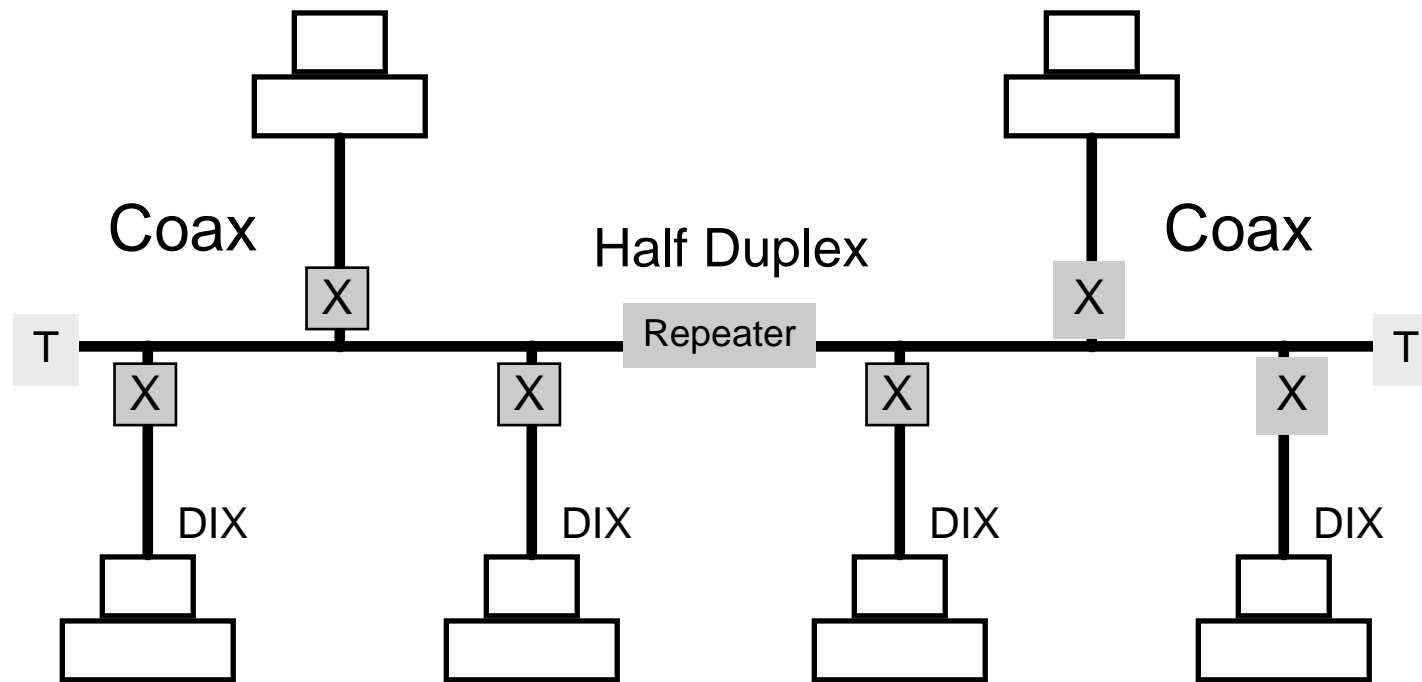 Coax
Half Duplex
Coax
X
X
T
Repeater
T
X
X
X
X
DIX
DIX
DIX
DIX